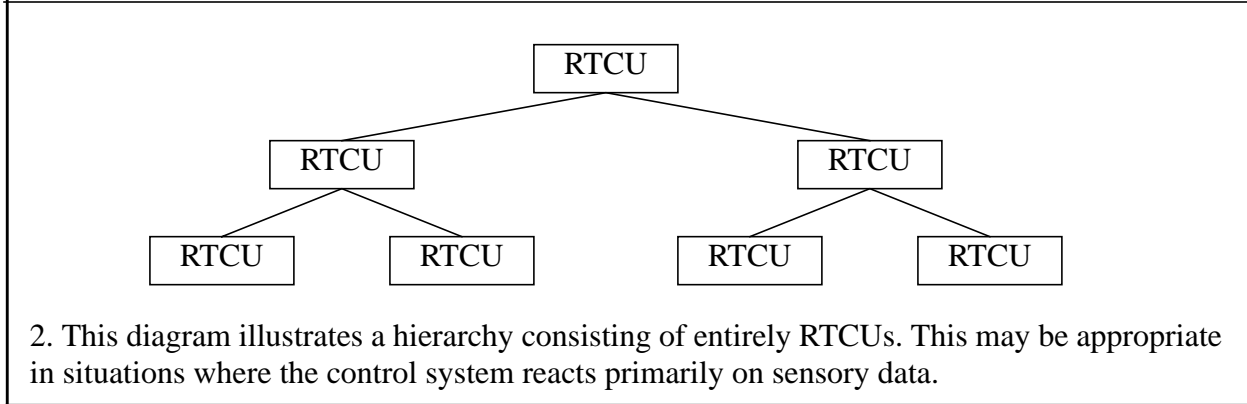 RTCU
RTCU RTCU
RTCU RTCU RTCU RTCU
2. This diagram illustrates a hierarchy consisting of entirely RTCUs. This may be appropriate
in situations where the control system reacts primarily on sensory data.